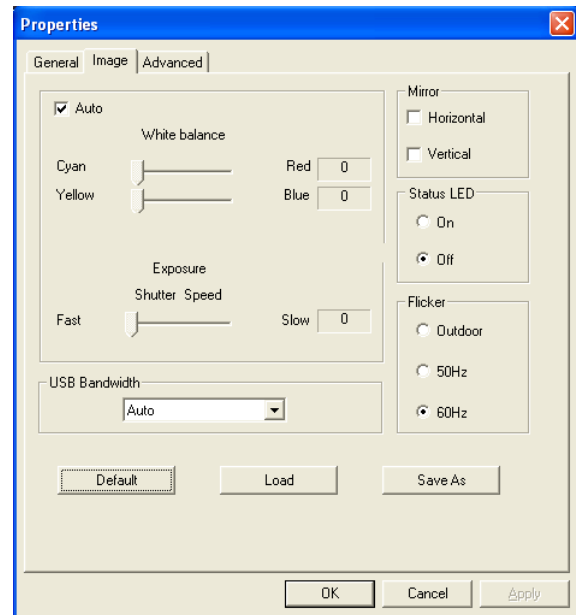 Properties
General Image Advanced
Auto
White balance
Cyan Red 0
Yellow Blue 0
Exposure
Shutter Speed
Fast Slow 0
USB Bandwidth
Auto
Mirror
Horizontal
Vertical
Status LED
On
Off
Flicker
Outdoor
50Hz
60Hz
Default Load Save As
OK Cancel Apply